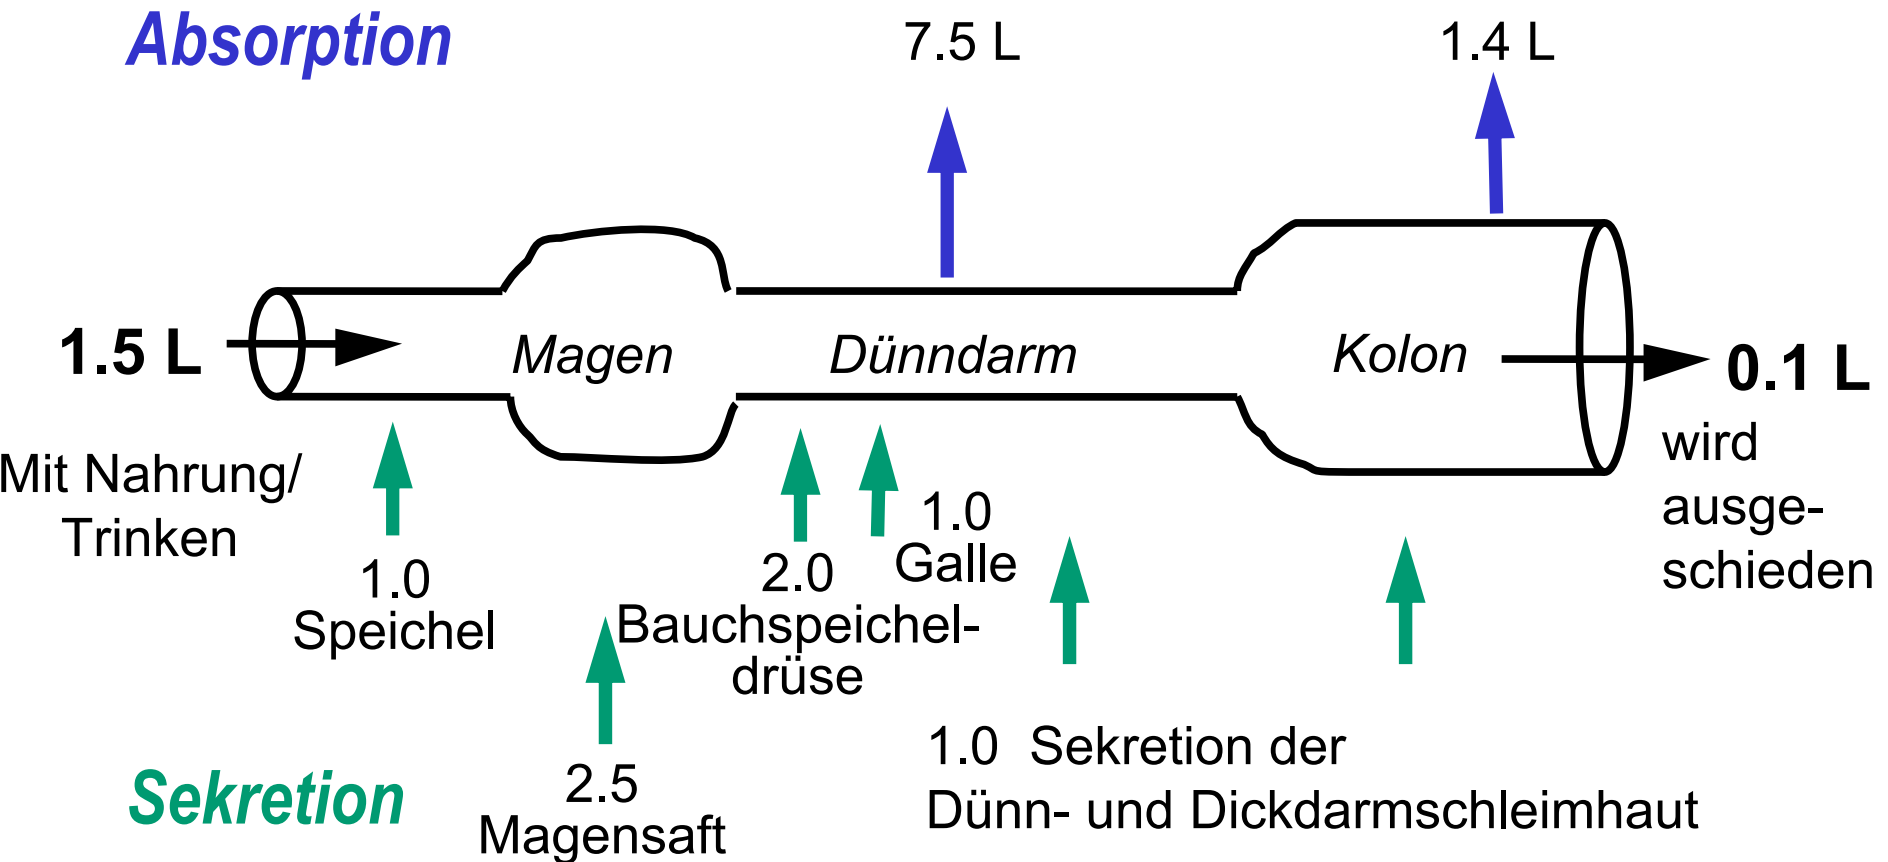 Absorption
7.5 L
1.4 L
1.5 L
Magen
Dünndarm
Kolon
0.1 L
wird
ausge-
schieden
Mit Nahrung/
Trinken
1.0
Speichel
2.5
Magensaft
2.0
Bauchspeichel-
drüse
1.0
Galle
1.0 Sekretion der
Dünn- und Dickdarmschleimhaut
Sekretion